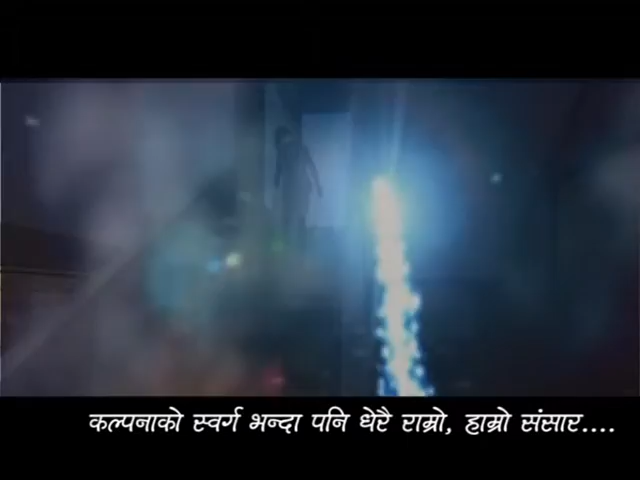 कल्पनाको स्वर्ग भन्दा पनि धेरै राम्रो, हाम्रो संसार....